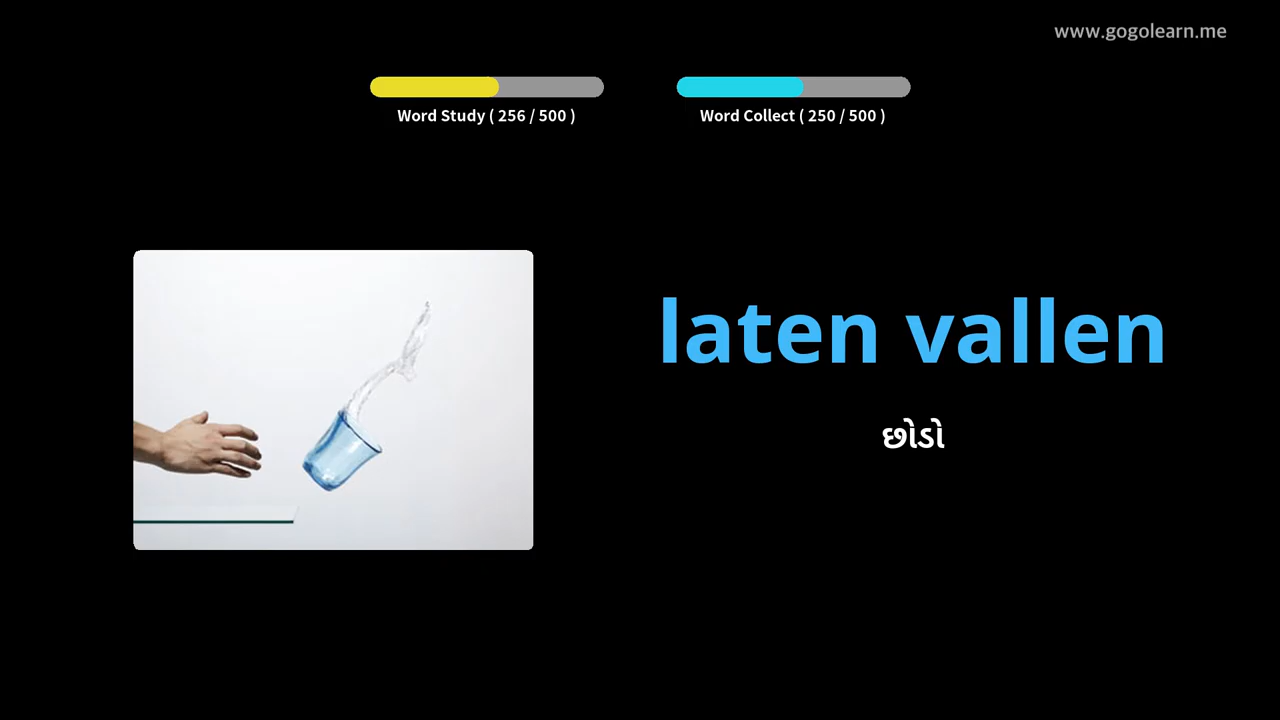 www.gogolearn.me
Word Study ( 256 / 500 )
Word Collect ( 250 / 500 )
laten vallen
છોડો